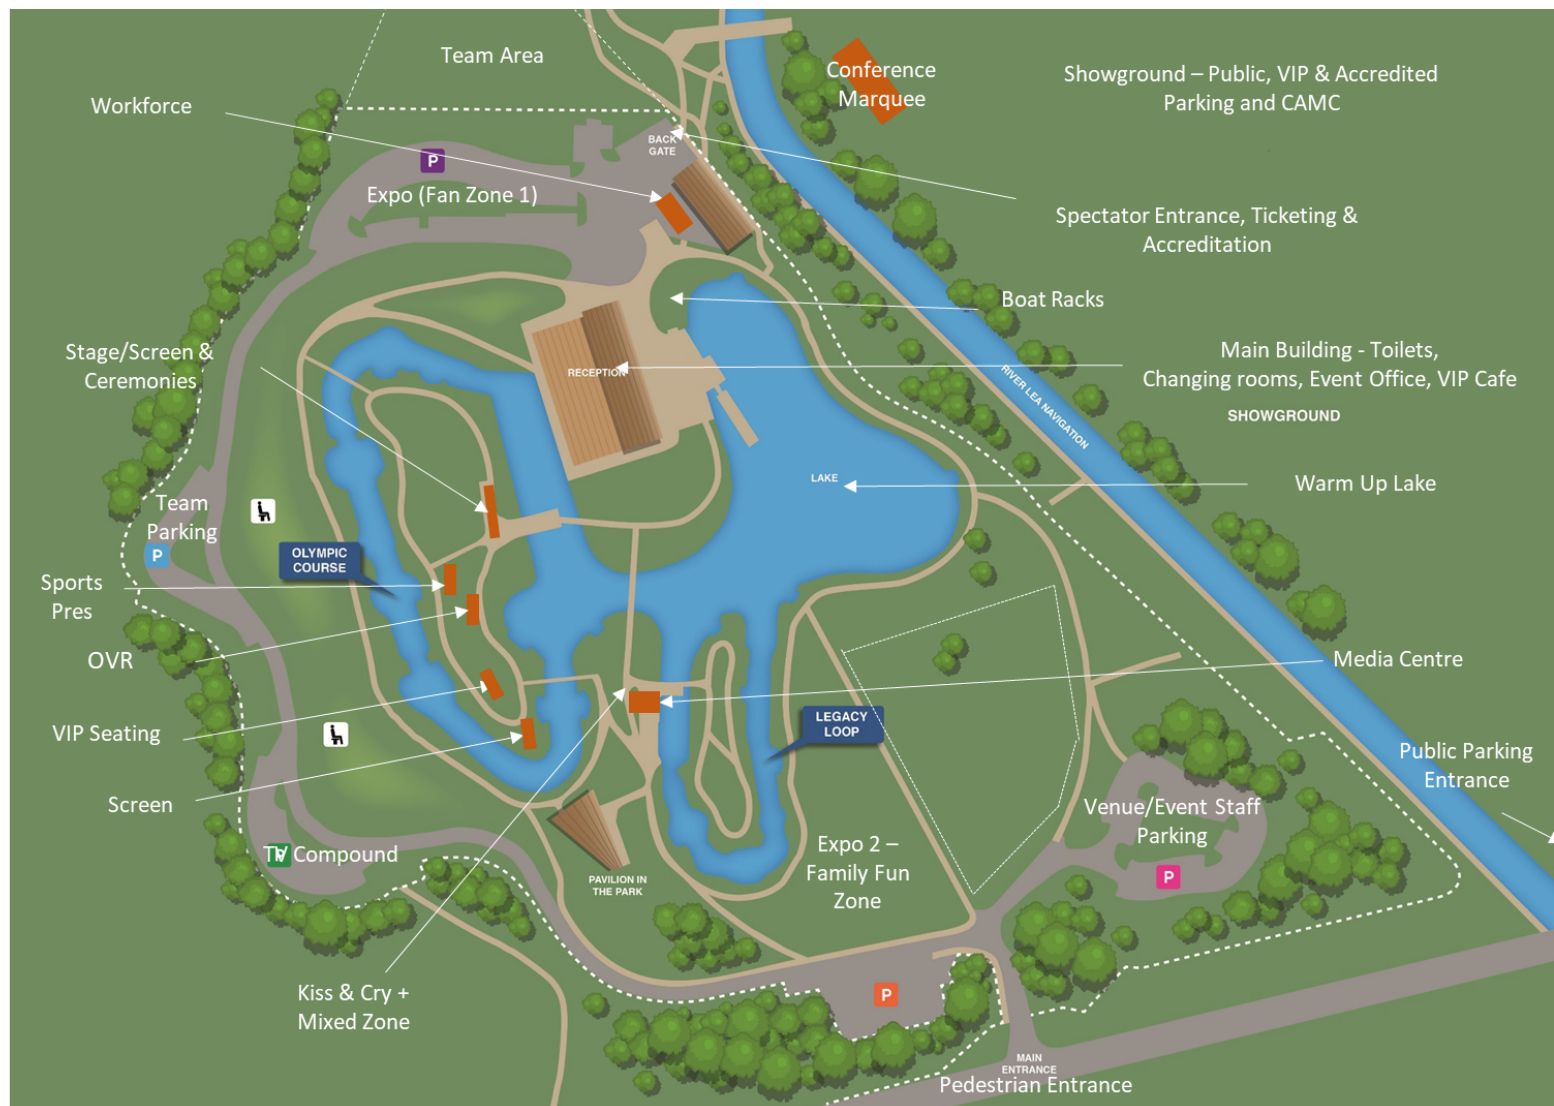 Team Area
Conference
Marquee
Showground – Public, VIP & Accredited
Parking and CAMC
Workforce
BACK
GATE
P
Expo (Fan Zone 1)
Spectator Entrance, Ticketing &
Accreditation
Boat Racks
Stage/Screen &
Ceremonies
RECEPTION
Main Building - Toilets,
Changing rooms, Event Office, VIP Cafe
SHOWGROUND
RIVER LEA NAVIGATION
LAKE
Warm Up Lake
Team
Parking
P
OLYMPIC
COURSE
Sports
Pres
OVR
Media Centre
VIP Seating
LEGACY
LOOP
Public Parking
Entrance
Screen
Venue/Event Staff
Parking
P
Compound
Expo 2 –
Family Fun
Zone
PAVILION IN
THE PARK
Kiss & Cry +
Mixed Zone
P
MAIN
ENTRANCE
Pedestrian Entrance